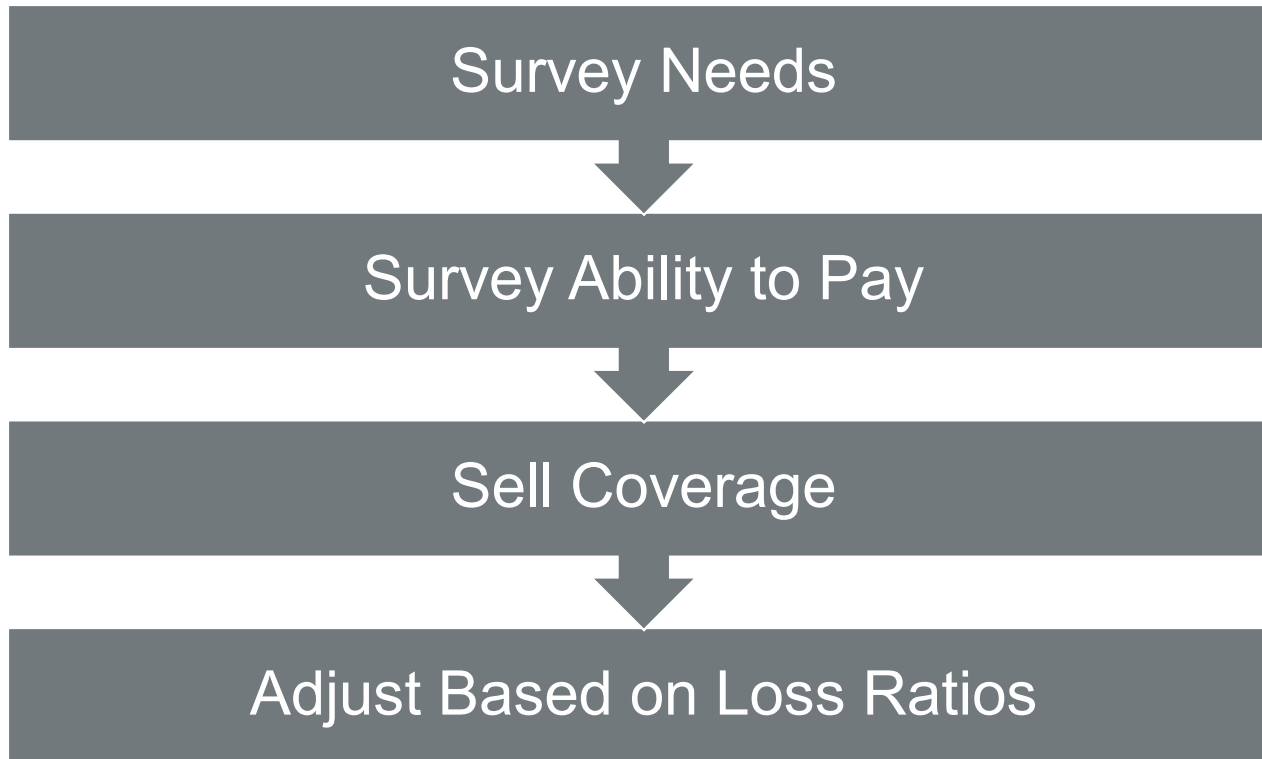 Survey Needs
Survey Ability to Pay
Sell Coverage
Adjust Based on Loss Ratios